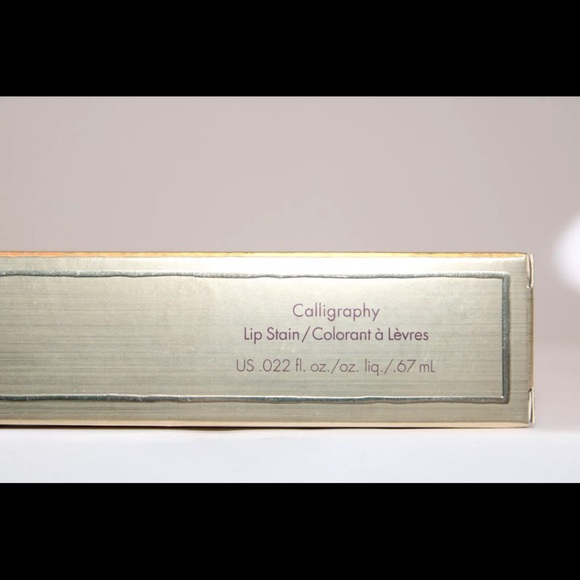 Calligraphy
Lip Stain/Colorant à Lèvres
US .022 fl. oz./oz. liq./.67 mL